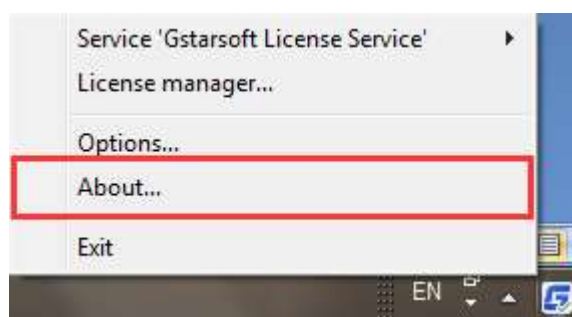 Service 'Gstarsoft License Service'
License manager...
Options...
About...
Exit
EN